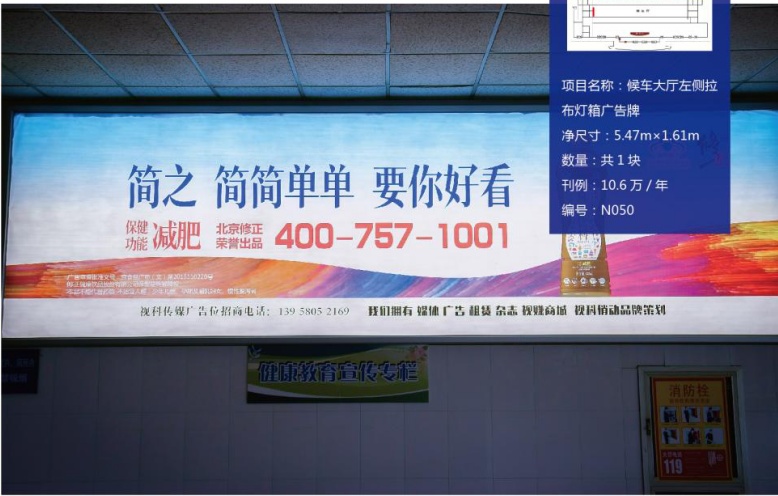 项目名称：候车大厅左侧拉
布灯箱广告牌
净尺寸：5.47m×1.61m
数量：共 1 块
刊例：10.6 万 / 年
编号：N050
简之 简简单单 要你好看
保健
功能
减肥
北京修正
荣誉出品
400-757-1001
视科传媒广告位招商电话：139 5805 2169 我们拥有 媒体 广告 租赁 杂志 视赚商城 视科销动品牌策划
健康教育宣传专栏
消防栓
119